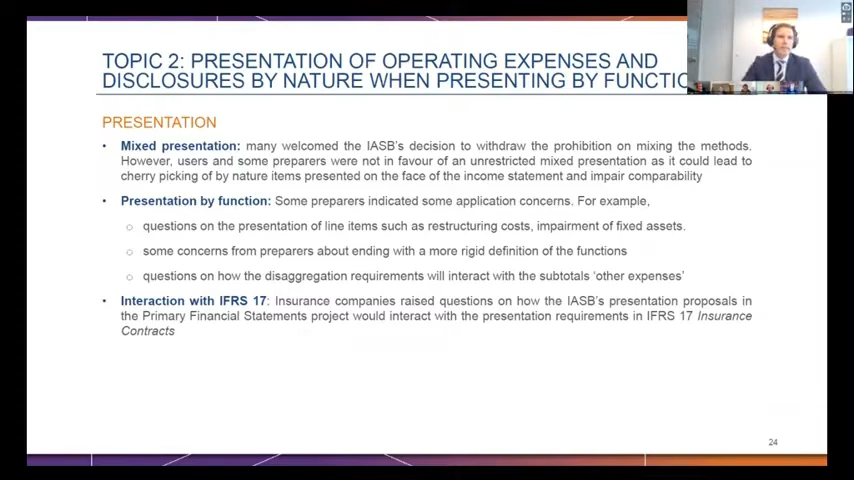 TOPIC 2: PRESENTATION OF OPERATING EXPENSES AND
DISCLOSURES BY NATURE WHEN PRESENTING BY FUNCTIO
PRESENTATION
• Mixed presentation: many welcomed the IASB's decision to withdraw the prohibition on mixing the methods.
However, users and some preparers were not in favour of an unrestricted mixed presentation as it could lead to
cherry picking of by nature items presented on the face of the income statement and impair comparability
• Presentation by function: Some preparers indicated some application concerns. For example,
○ questions on the presentation of line items such as restructuring costs, impairment of fixed assets.
○ some concerns from preparers about ending with a more rigid definition of the functions
○ questions on how the disaggregation requirements will interact with the subtotals 'other expenses'
• Interaction with IFRS 17: Insurance companies raised questions on how the IASB's presentation proposals in
the Primary Financial Statements project would interact with the presentation requirements in IFRS 17 Insurance
Contracts
24